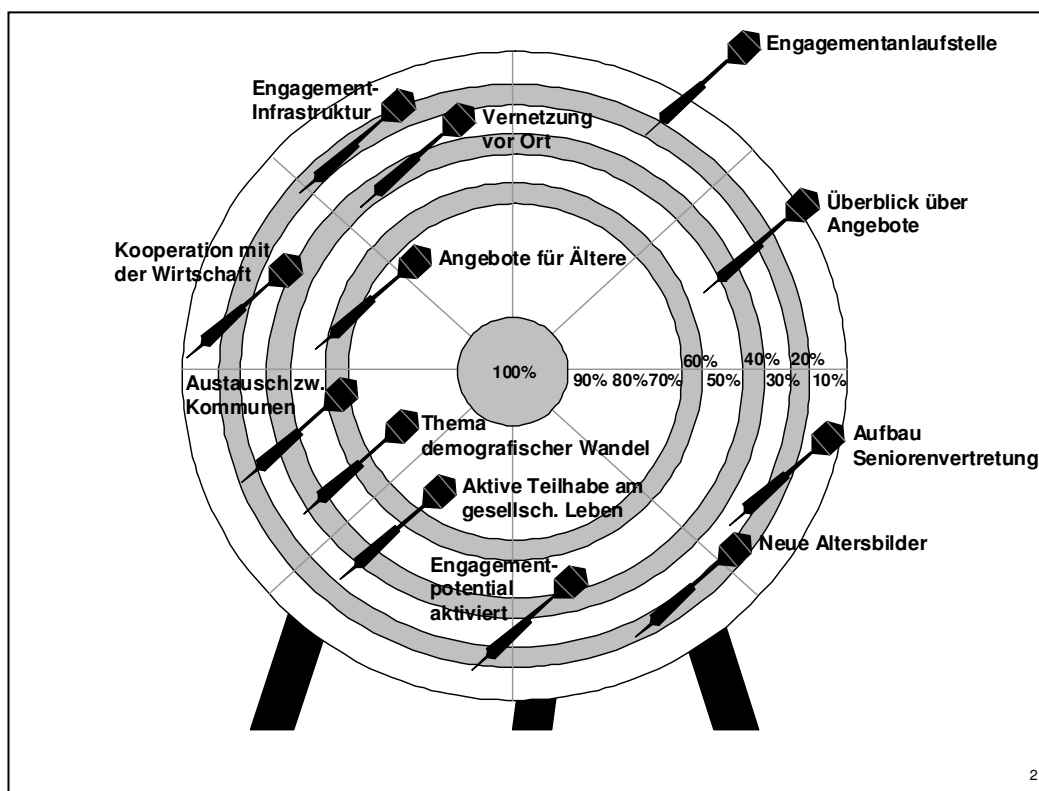 Engagementanlaufstelle
Engagement-
Infrastruktur
Vernetzung
vor Ort
Überblick über
Angebote
Kooperation mit
der Wirtschaft
Angebote für Ältere
100%
90%
80%
70%
60%
50%
40%
30%
20%
10%
Austausch zw.
Kommunen
Thema
demografischer Wandel
Aufbau
Seniorenvertretung
Aktive Teilhabe am
gesellsch. Leben
Neue Altersbilder
Engagement-
potential
aktiviert
2